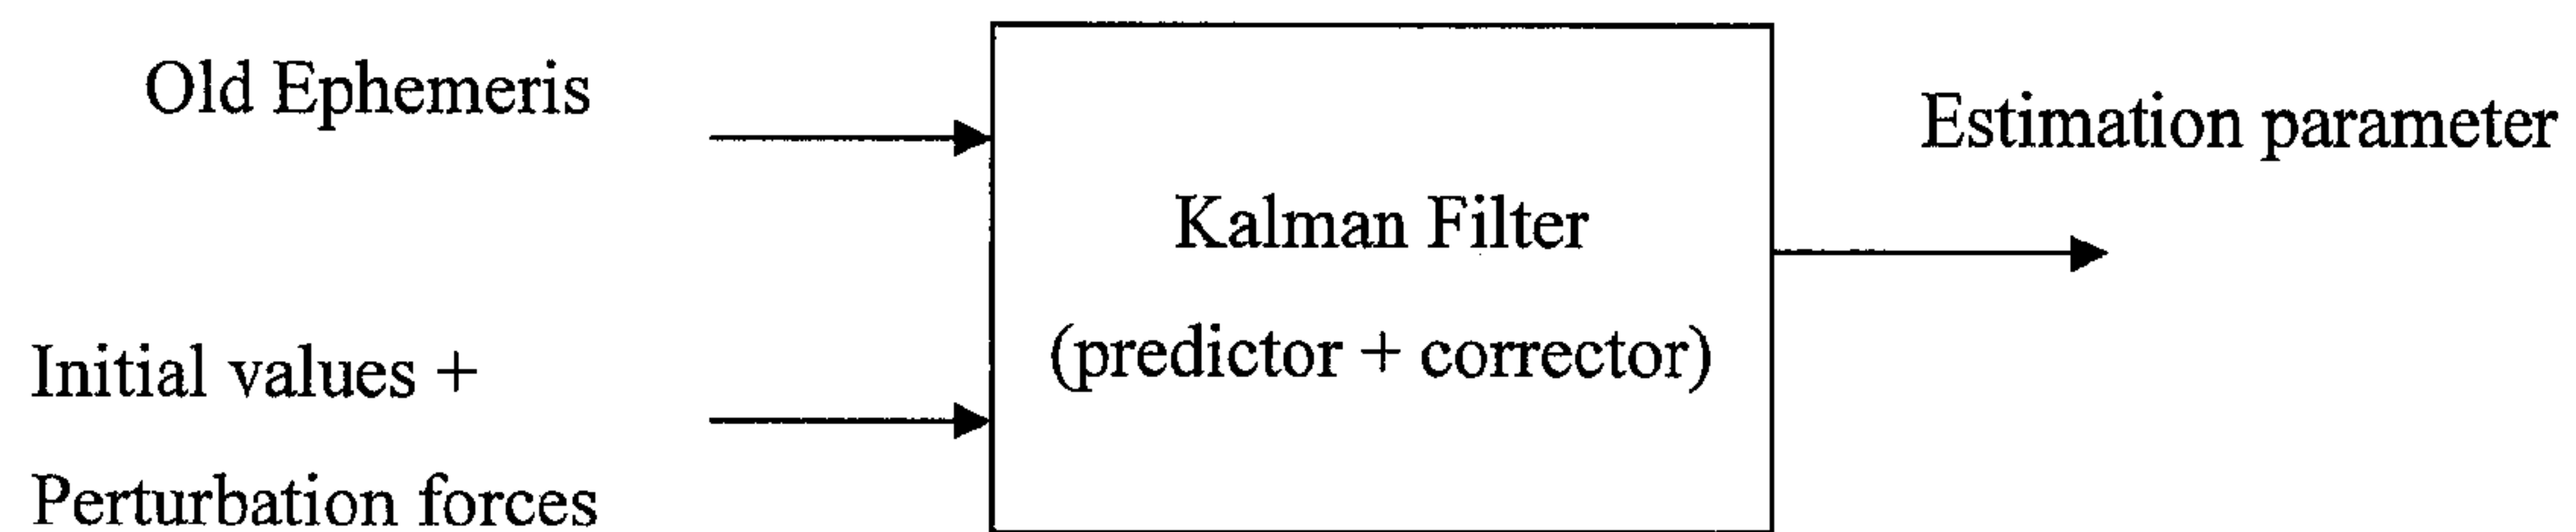 Old Ephemeris
Initial values +
Perturbation forces
Kalman Filter
(predictor + corrector)
Estimation parameter